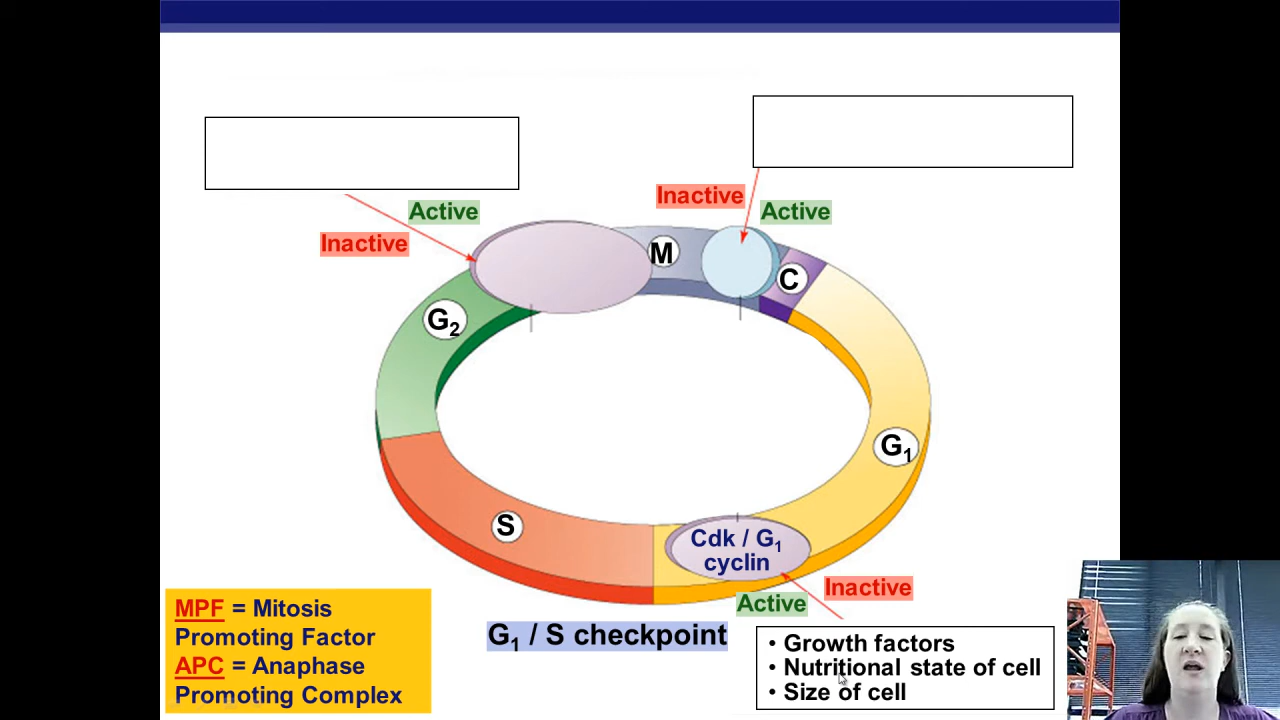 Inactive
Active
Active
Inactive
M
C
G₂
G₁
S
Cdk / G₁
cyclin
Inactive
Active
G₁ / S checkpoint
• Growth factors
• Nutritional state of cell
• Size of cell
MPF = Mitosis
Promoting Factor
APC = Anaphase
Promoting Complex